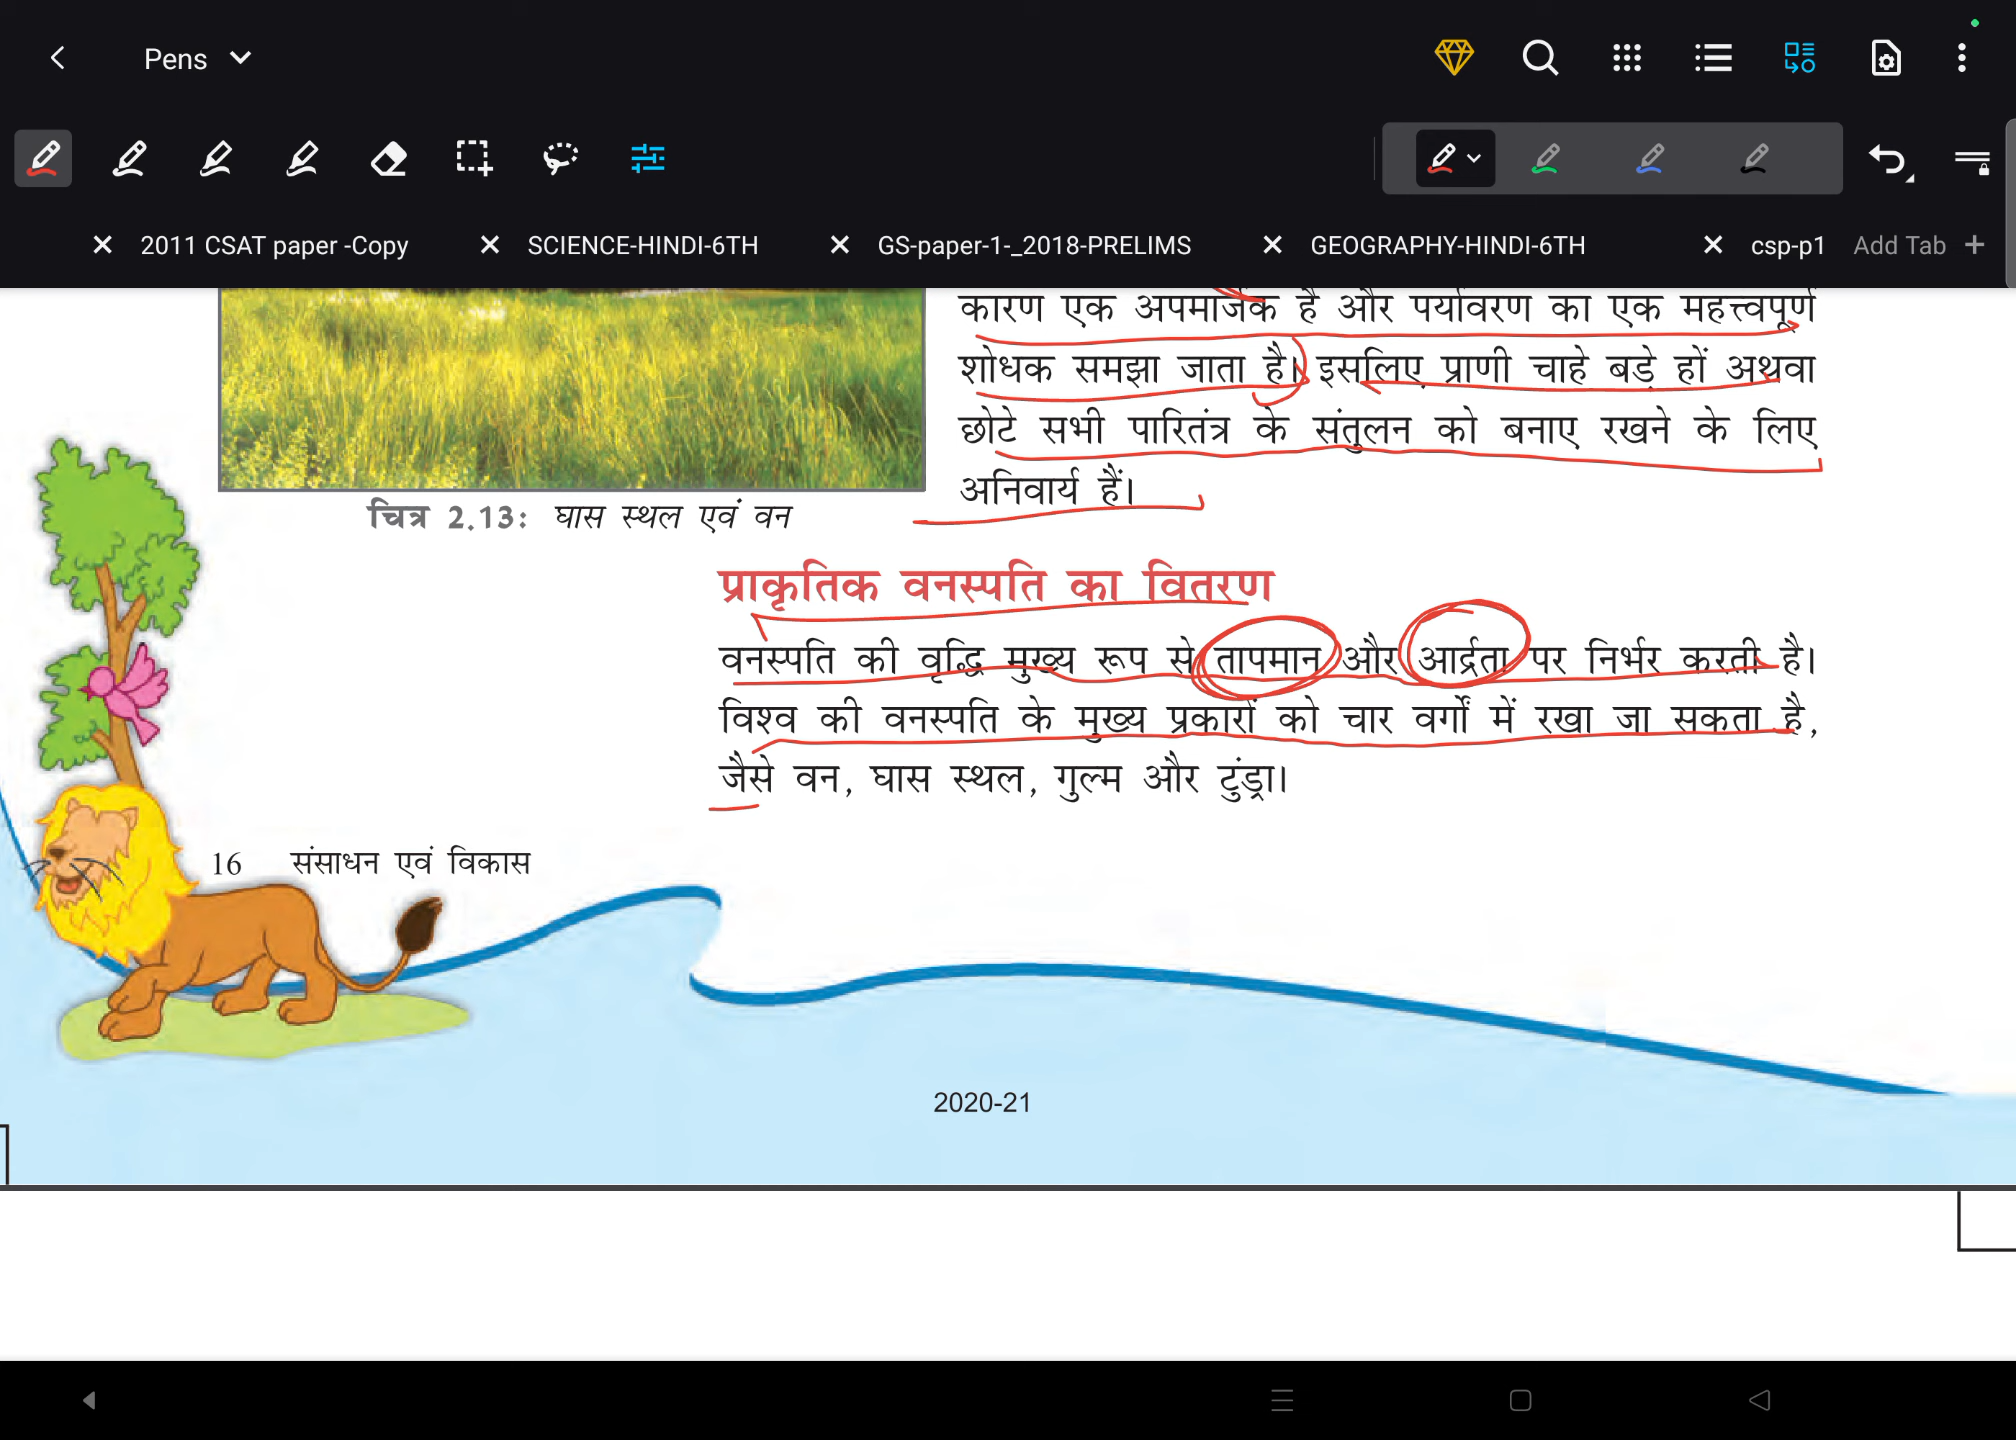 Pens
2011 CSAT paper -Copy
SCIENCE-HINDI-6TH
GS-paper-1-_2018-PRELIMS
GEOGRAPHY-HINDI-6TH
csp-p1
Add Tab
कारण एक अपमार्जक है और पर्यावरण का एक महत्त्वपूर्ण
शोधक समझा जाता है। इसलिए प्राणी चाहे बड़े हों अथवा
छोटे सभी पारितंत्र के संतुलन को बनाए रखने के लिए
अनिवार्य हैं।
चित्र 2.13: घास स्थल एवं वन
प्राकृतिक वनस्पति का वितरण
वनस्पति की वृद्धि मुख्य रूप से तापमान और आर्द्रता पर निर्भर करती है।
विश्व की वनस्पति के मुख्य प्रकारों को चार वर्गों में रखा जा सकता है,
जैसे वन, घास स्थल, गुल्म और टुंड्रा।
16 संसाधन एवं विकास
2020-21